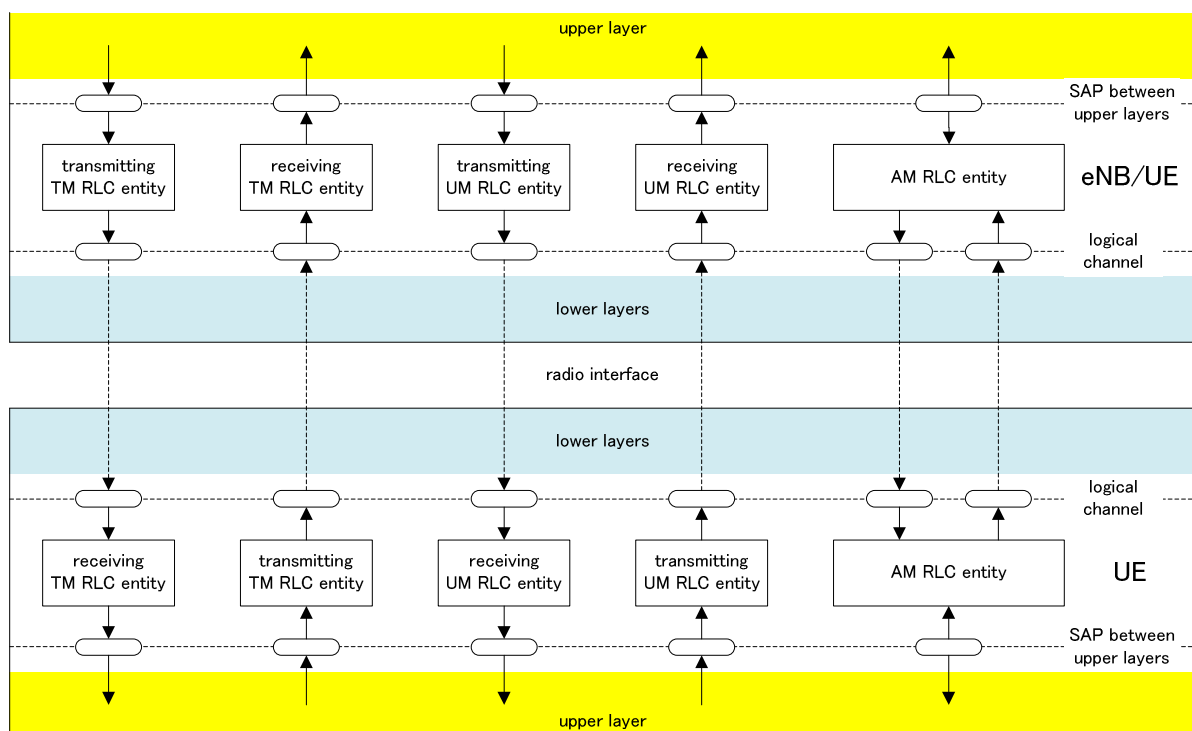 upper layer
SAP between
upper layers
transmitting
TM RLC entity
receiving
TM RLC entity
transmitting
UM RLC entity
receiving
UM RLC entity
AM RLC entity
eNB/UE
logical
channel
lower layers
radio interface
lower layers
logical
channel
receiving
TM RLC entity
transmitting
TM RLC entity
receiving
UM RLC entity
transmitting
UM RLC entity
AM RLC entity
UE
SAP between
upper layers
upper layer